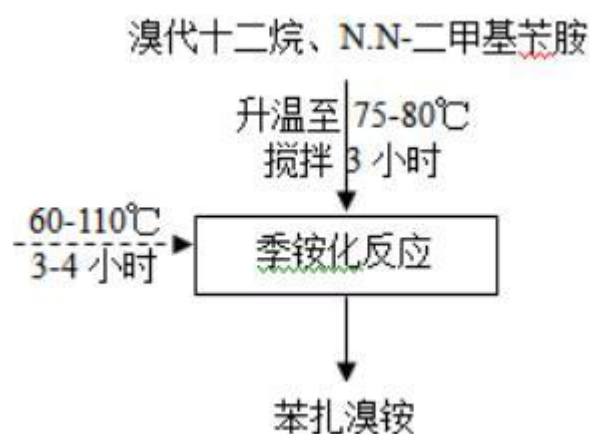 溴代十二烷、N.N-二甲基苄胺
升温至 75-80℃
搅拌 3 小时
60-110℃
3-4 小时
季铵化反应
苯扎溴铵